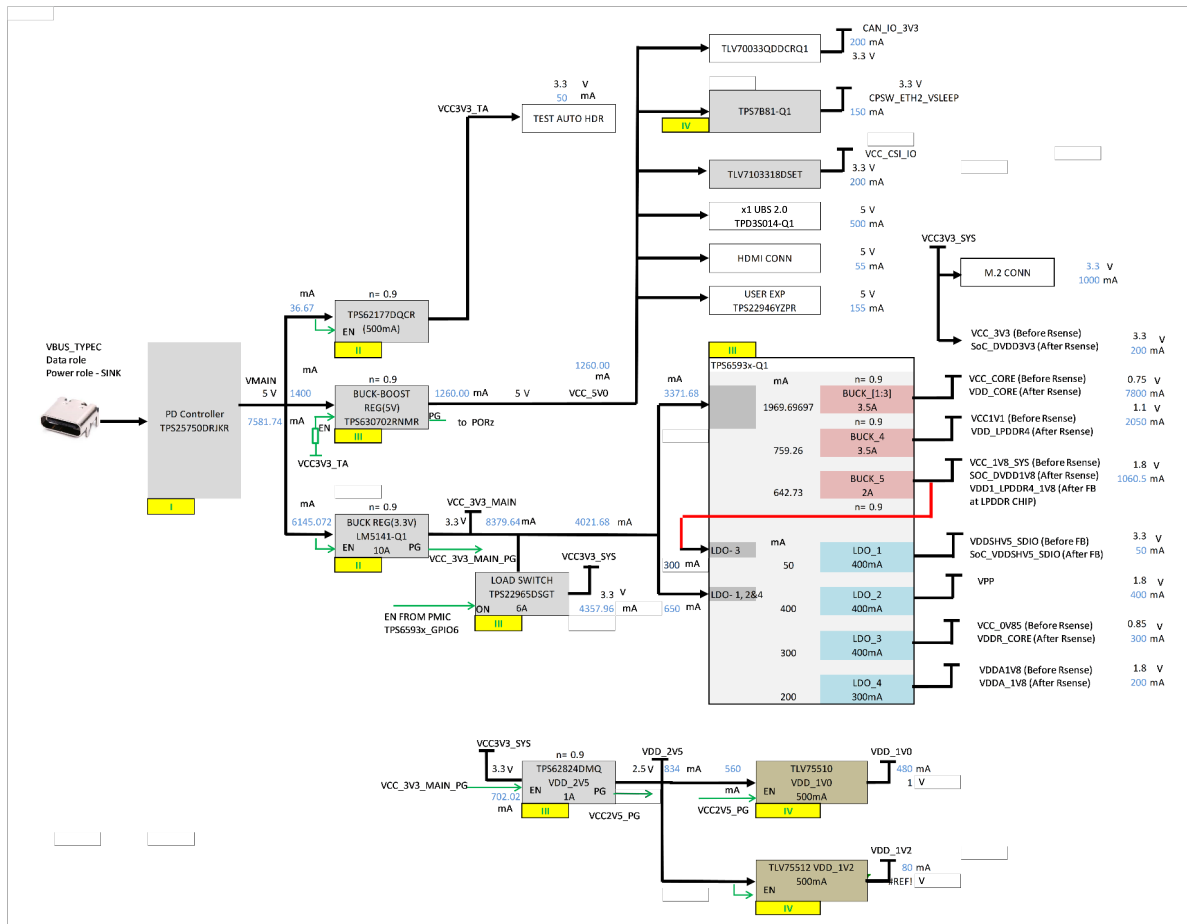 CAN_IO_3V3
200 mA
3.3 V
TLV70033QDDCRQ1
3.3 V
CPSW_ETH2_VSLEEP
150 mA
TPS7B81-Q1
IV
3.3 V
50 mA
VCC3V3_TA
TEST AUTO HDR
VCC_CSI_IO
3.3 V
200 mA
TLV7103318DSET
x1 UBS 2.0
TPD3S014-Q1
5 V
500 mA
HDMI CONN
5 V
55 mA
USER EXP
TPS22946YZPR
5 V
155 mA
VCC3V3_SYS
M.2 CONN
3.3 V
1000 mA
VCC_3V3 (Before Rsense)
SoC_DVDD3V3 (After Rsense)
3.3 V
200 mA
mA
36.67
n= 0.9
TPS62177DQCR
(500mA)
EN
II
VBUS_TYPEC
Data role
Power role - SINK
PD Controller
TPS25750DRJKR
I
VMAIN
5 V
7581.74 mA
mA
1400
n= 0.9
BUCK-BOOST
REG(5V)
TPS630702RNMR
EN
PG
III
VCC3V3_TA
1260.00 mA
5 V
to PORz
1260.00
VCC_5V0
mA
6145.072
BUCK REG(3.3V)
LM5141-Q1
EN
PG
10A
II
VCC_3V3_MAIN
3.3 V
8379.64 mA
4021.68 mA
VCC_3V3_MAIN_PG
VCC3V3_SYS
LOAD SWITCH
TPS22965DSGT
ON
6A
III
3.3 V
4357.96 mA
EN FROM PMIC
TPS6593x_GPIO6
III
TPS6593x-Q1
mA
3371.68
mA
1969.69697
n= 0.9
BUCK_[1:3]
3.5A
VCC_CORE (Before Rsense)
VDD_CORE (After Rsense)
0.75 V
7800 mA
759.26
n= 0.9
BUCK_4
3.5A
VCC1V1 (Before Rsense)
VDD_LPDDR4 (After Rsense)
1.1 V
2050 mA
642.73
BUCK_5
2A
n= 0.9
VCC_1V8_SYS (Before Rsense)
SOC_DVDD1V8 (After Rsense)
VDD1_LPDDR4_1V8 (After FB
at LPDDR CHIP)
1.8 V
1060.5 mA
LDO- 3
300 mA
mA
50
LDO_1
400mA
VDDSHV5_SDIO (Before FB)
SoC_VDDSHV5_SDIO (After FB)
3.3 V
50 mA
LDO- 1, 2&4
650 mA
400
LDO_2
400mA
VPP
1.8 V
400 mA
300
LDO_3
400mA
VCC_0V85 (Before Rsense)
VDDR_CORE (After Rsense)
0.85 V
300 mA
200
LDO_4
300mA
VDDA1V8 (Before Rsense)
VDDA_1V8 (After Rsense)
1.8 V
200 mA
VCC3V3_SYS
3.3 V
VCC_3V3_MAIN_PG
702.02
mA
n= 0.9
TPS62824DMQ
VDD_2V5
EN
PG
1A
III
VDD_2V5
2.5 V
834 mA
VCC2V5_PG
560
mA
VCC2V5_PG
TLV75510
VDD_1V0
EN
500mA
IV
VDD_1V0
480 mA
1 V
TLV75512 VDD_1V2
500mA
EN
IV
VDD_1V2
80 mA
#REF! V